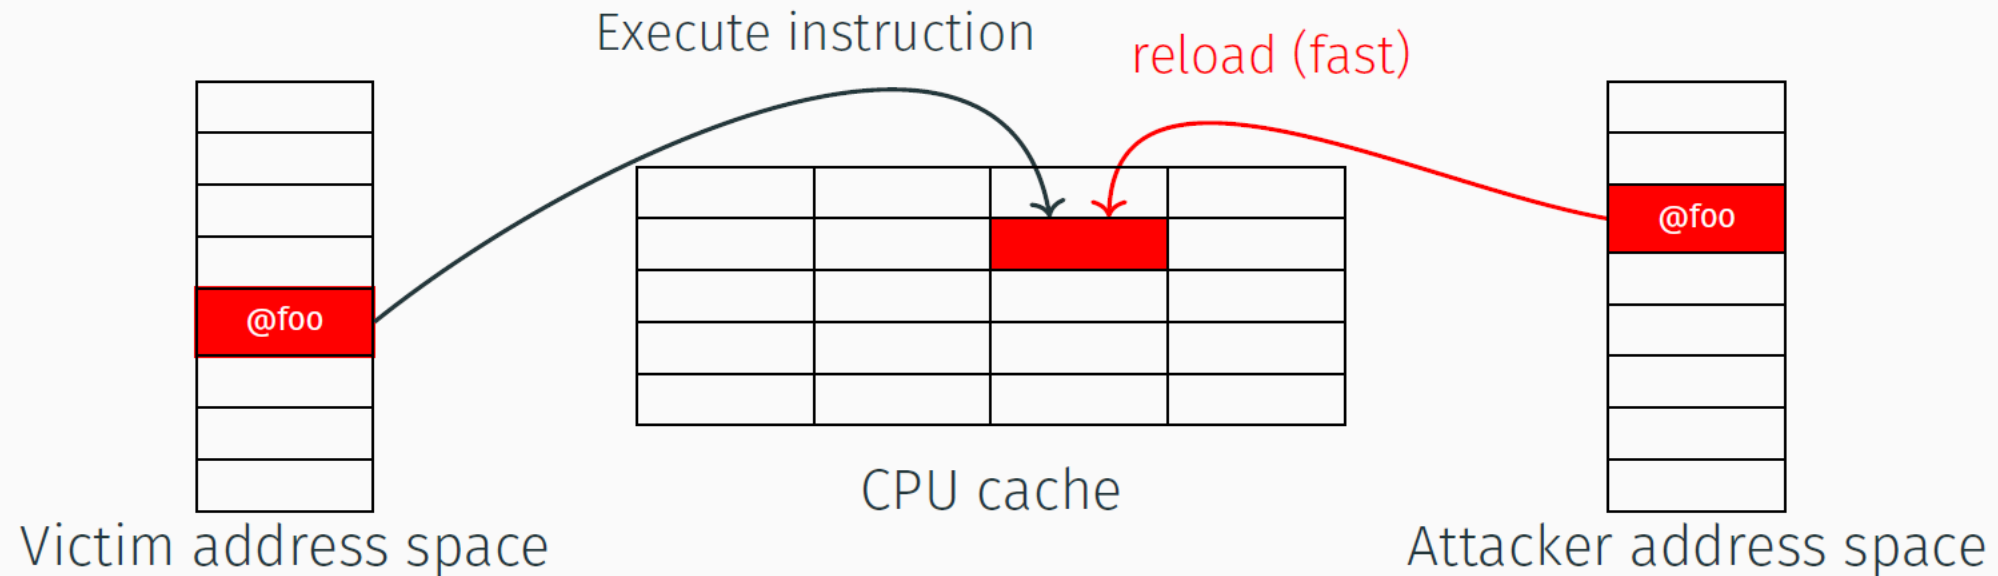 Execute instruction
reload (fast)
@foo
@foo
CPU cache
Victim address space
Attacker address space